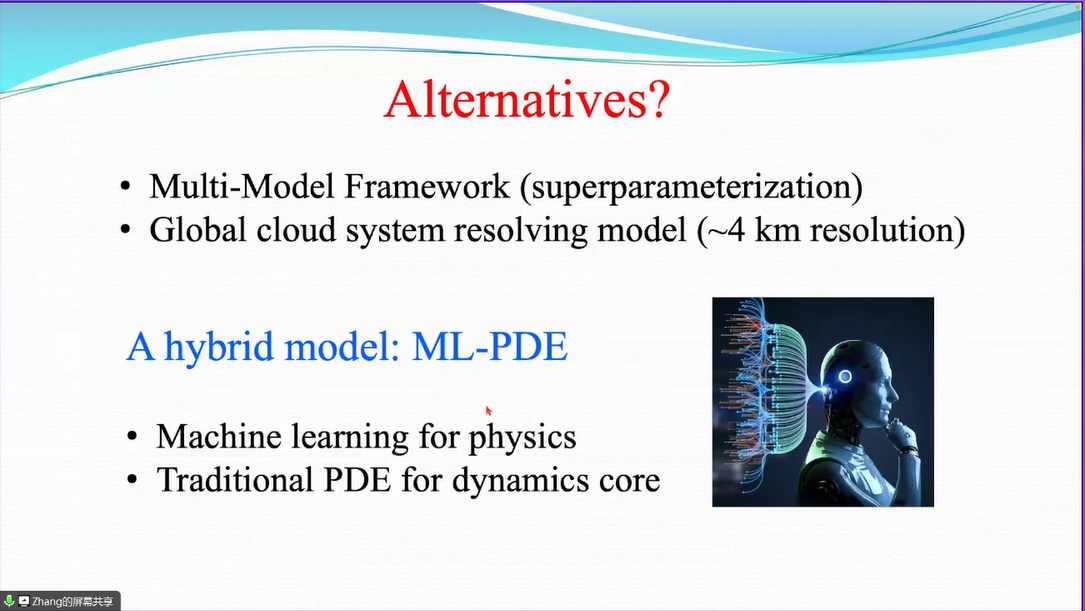 Alternatives?
• Multi-Model Framework (superparameterization)
• Global cloud system resolving model (~4 km resolution)
A hybrid model: ML-PDE
• Machine learning for physics
• Traditional PDE for dynamics core
Zhang的屏幕共享